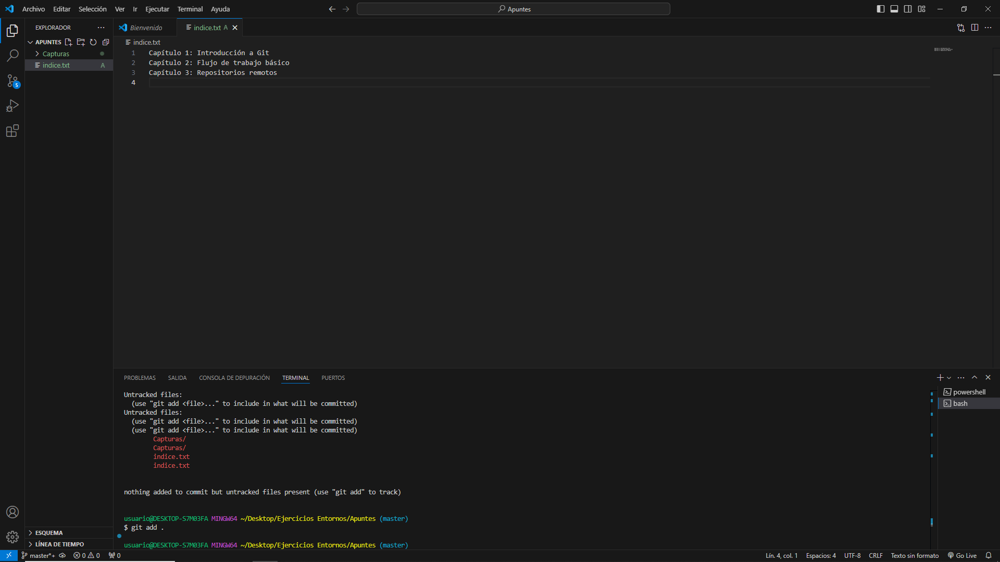 Archivo Editar Selección Ver Ir Ejecutar Terminal Ayuda
Apuntes
EXPLORADOR
APUNTES
Capturas
indice.txt A
5
Bienvenido
indice.txt A
indice.txt
1 Capítulo 1: Introducción a Git
2 Capítulo 2: Flujo de trabajo básico
3 Capítulo 3: Repositorios remotos
4
PROBLEMAS SALIDA CONSOLA DE DEPURACIÓN TERMINAL PUERTOS
Untracked files:
(use "git add <file>..." to include in what will be committed)
Untracked files:
(use "git add <file>..." to include in what will be committed)
(use "git add <file>..." to include in what will be committed)
Capturas/
Capturas/
indice.txt
indice.txt
nothing added to commit but untracked files present (use "git add" to track)
usuario@DESKTOP-S7M03FA MINGW64 ~/Desktop/Ejercicios Entornos/Apuntes (master)
$ git add .
usuario@DESKTOP-S7M03FA MINGW64 ~/Desktop/Ejercicios Entornos/Apuntes (master)
powershell
bash
ESQUEMA
LÍNEA DE TIEMPO
master*+ 0 0 0
Lín. 4, col. 1 Espacios: 4 UTF-8 CRLF Texto sin formato Go Live